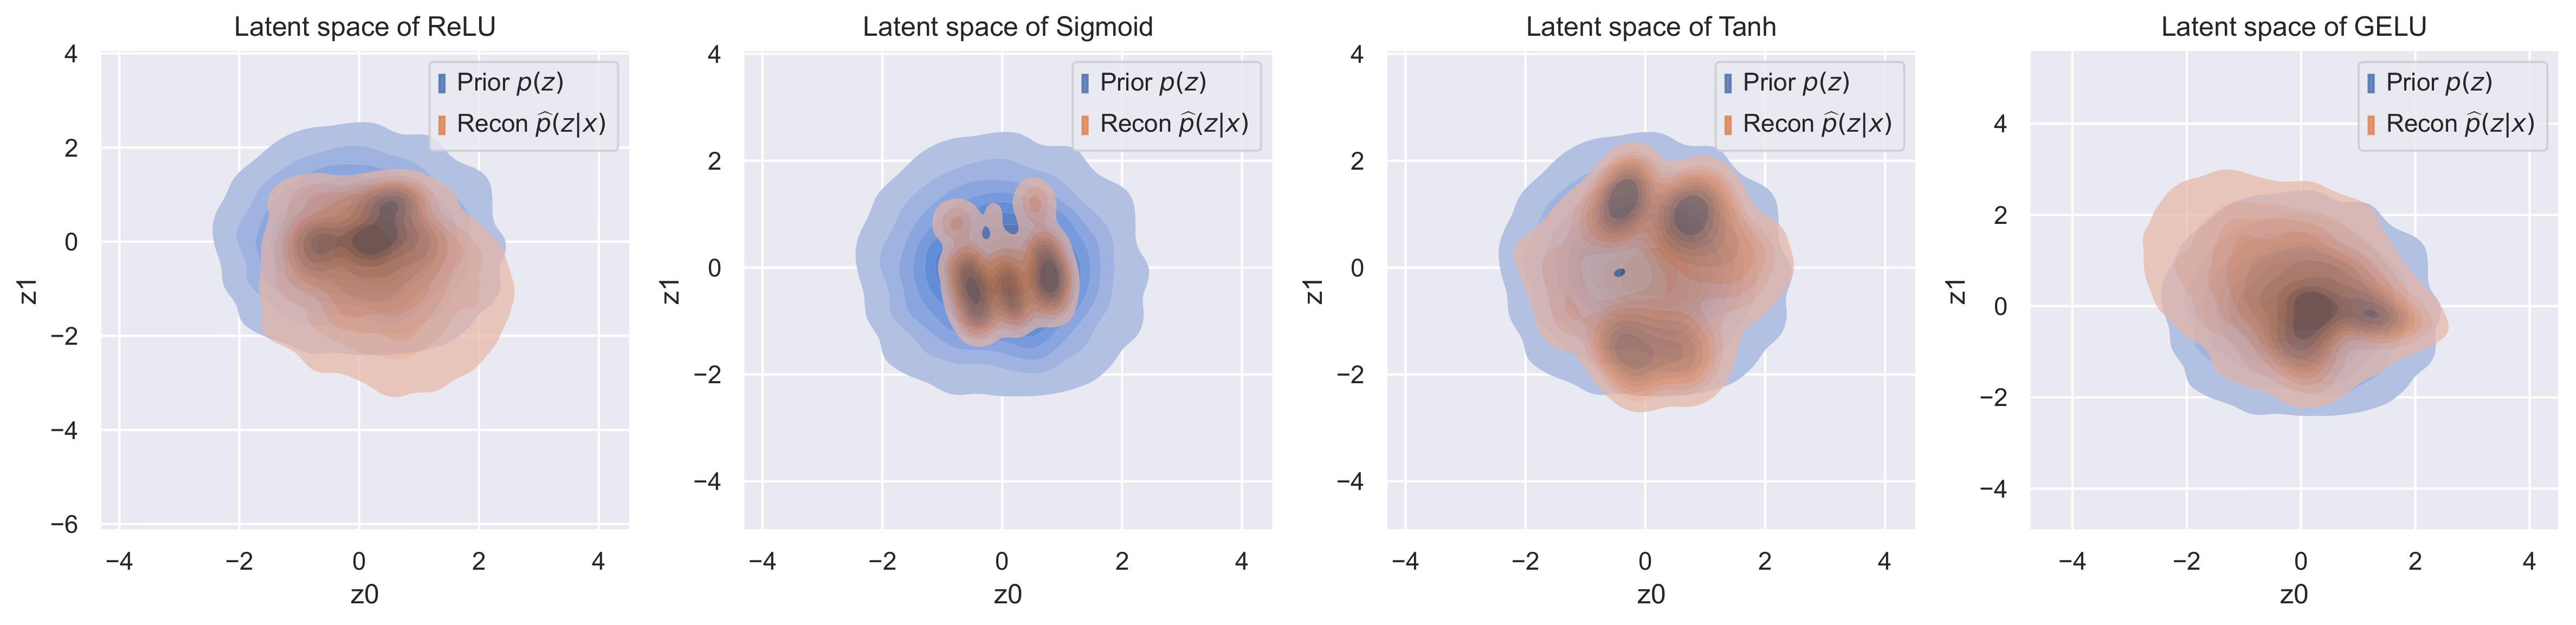 Latent space of ReLU
4
2
0
−2
−4
−6
z1
−4 −2 0 2 4
z0
Prior p(z)
Recon p̂(z|x)
Latent space of Sigmoid
4
2
0
−2
−4
z1
−4 −2 0 2 4
z0
Prior p(z)
Recon p̂(z|x)
Latent space of Tanh
4
2
0
−2
−4
z1
−4 −2 0 2 4
z0
Prior p(z)
Recon p̂(z|x)
Latent space of GELU
4
2
0
−2
−4
z1
−4 −2 0 2 4
z0
Prior p(z)
Recon p̂(z|x)